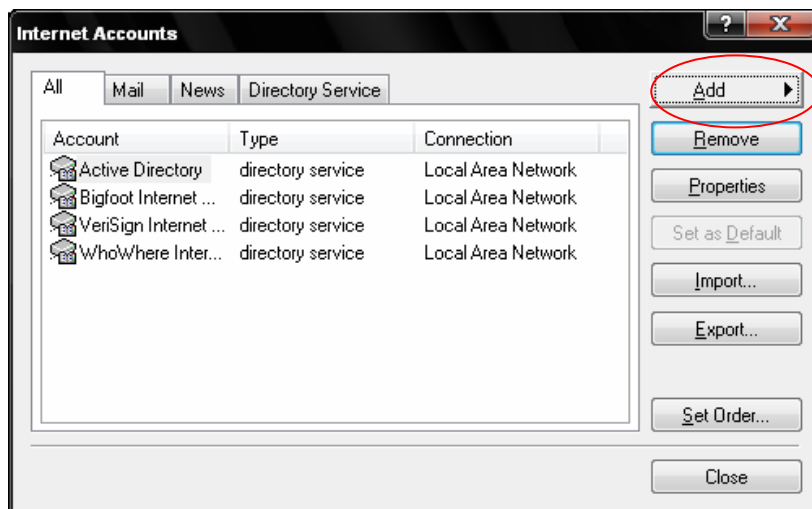 Internet Accounts
?
X
All Mail News Directory Service
Account Type Connection
Active Directory directory service Local Area Network
Bigfoot Internet ... directory service Local Area Network
VeriSign Internet ... directory service Local Area Network
WhoWhere Inter... directory service Local Area Network
Add
Remove
Properties
Set as Default
Import...
Export...
Set Order...
Close